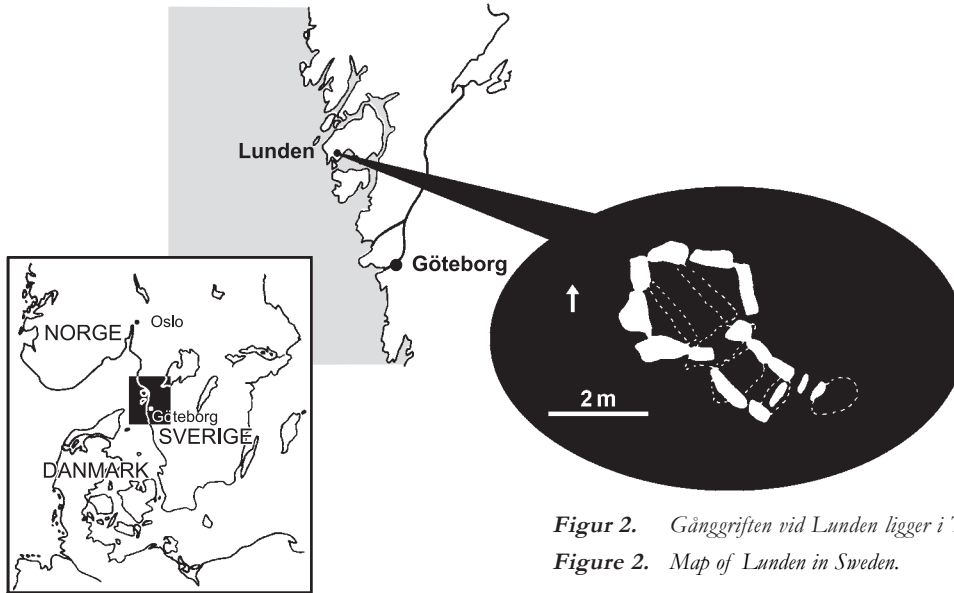 Lunden
Göteborg
NORGE
Oslo
Göteborg
SVERIGE
DANMARK
2 m
Figur 2. Gånggriften vid Lunden ligger i
Figure 2. Map of Lunden in Sweden.